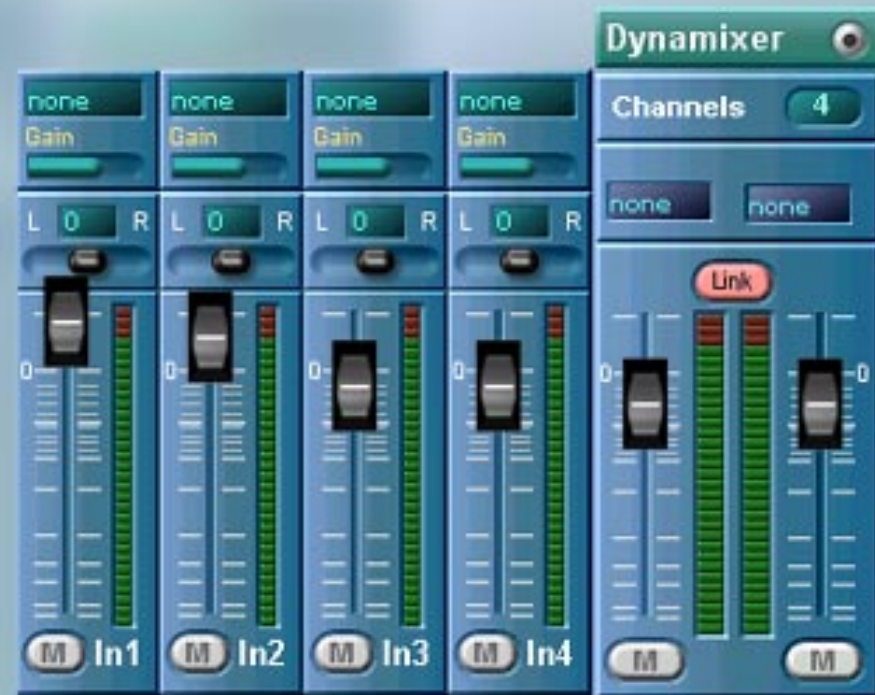 Dynamixer
none none none none
Channels 4
Gain Gain Gain Gain
none none
L 0 R L 0 R L 0 R L 0 R
Link
0 0 0 0 0 0
M In1 M In2 M In3 M In4 M M